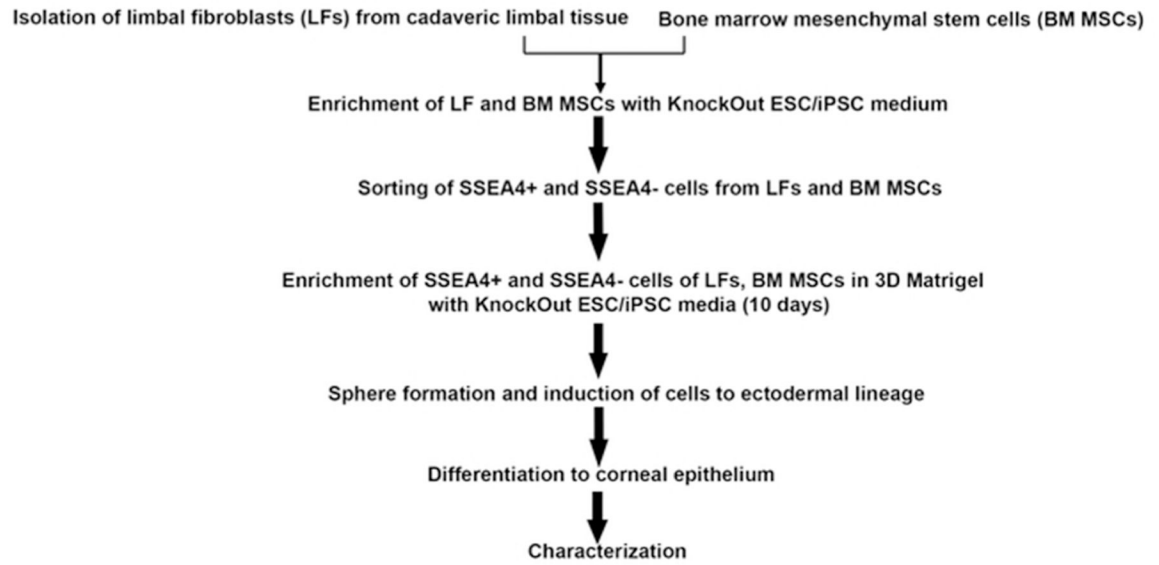 Isolation of limbal fibroblasts (LFs) from cadaveric limbal tissue
Bone marrow mesenchymal stem cells (BM MSCs)
Enrichment of LF and BM MSCs with KnockOut ESC/iPSC medium
Sorting of SSEA4+ and SSEA4- cells from LFs and BM MSCs
Enrichment of SSEA4+ and SSEA4- cells of LFs, BM MSCs in 3D Matrigel
with KnockOut ESC/iPSC media (10 days)
Sphere formation and induction of cells to ectodermal lineage
Differentiation to corneal epithelium
Characterization